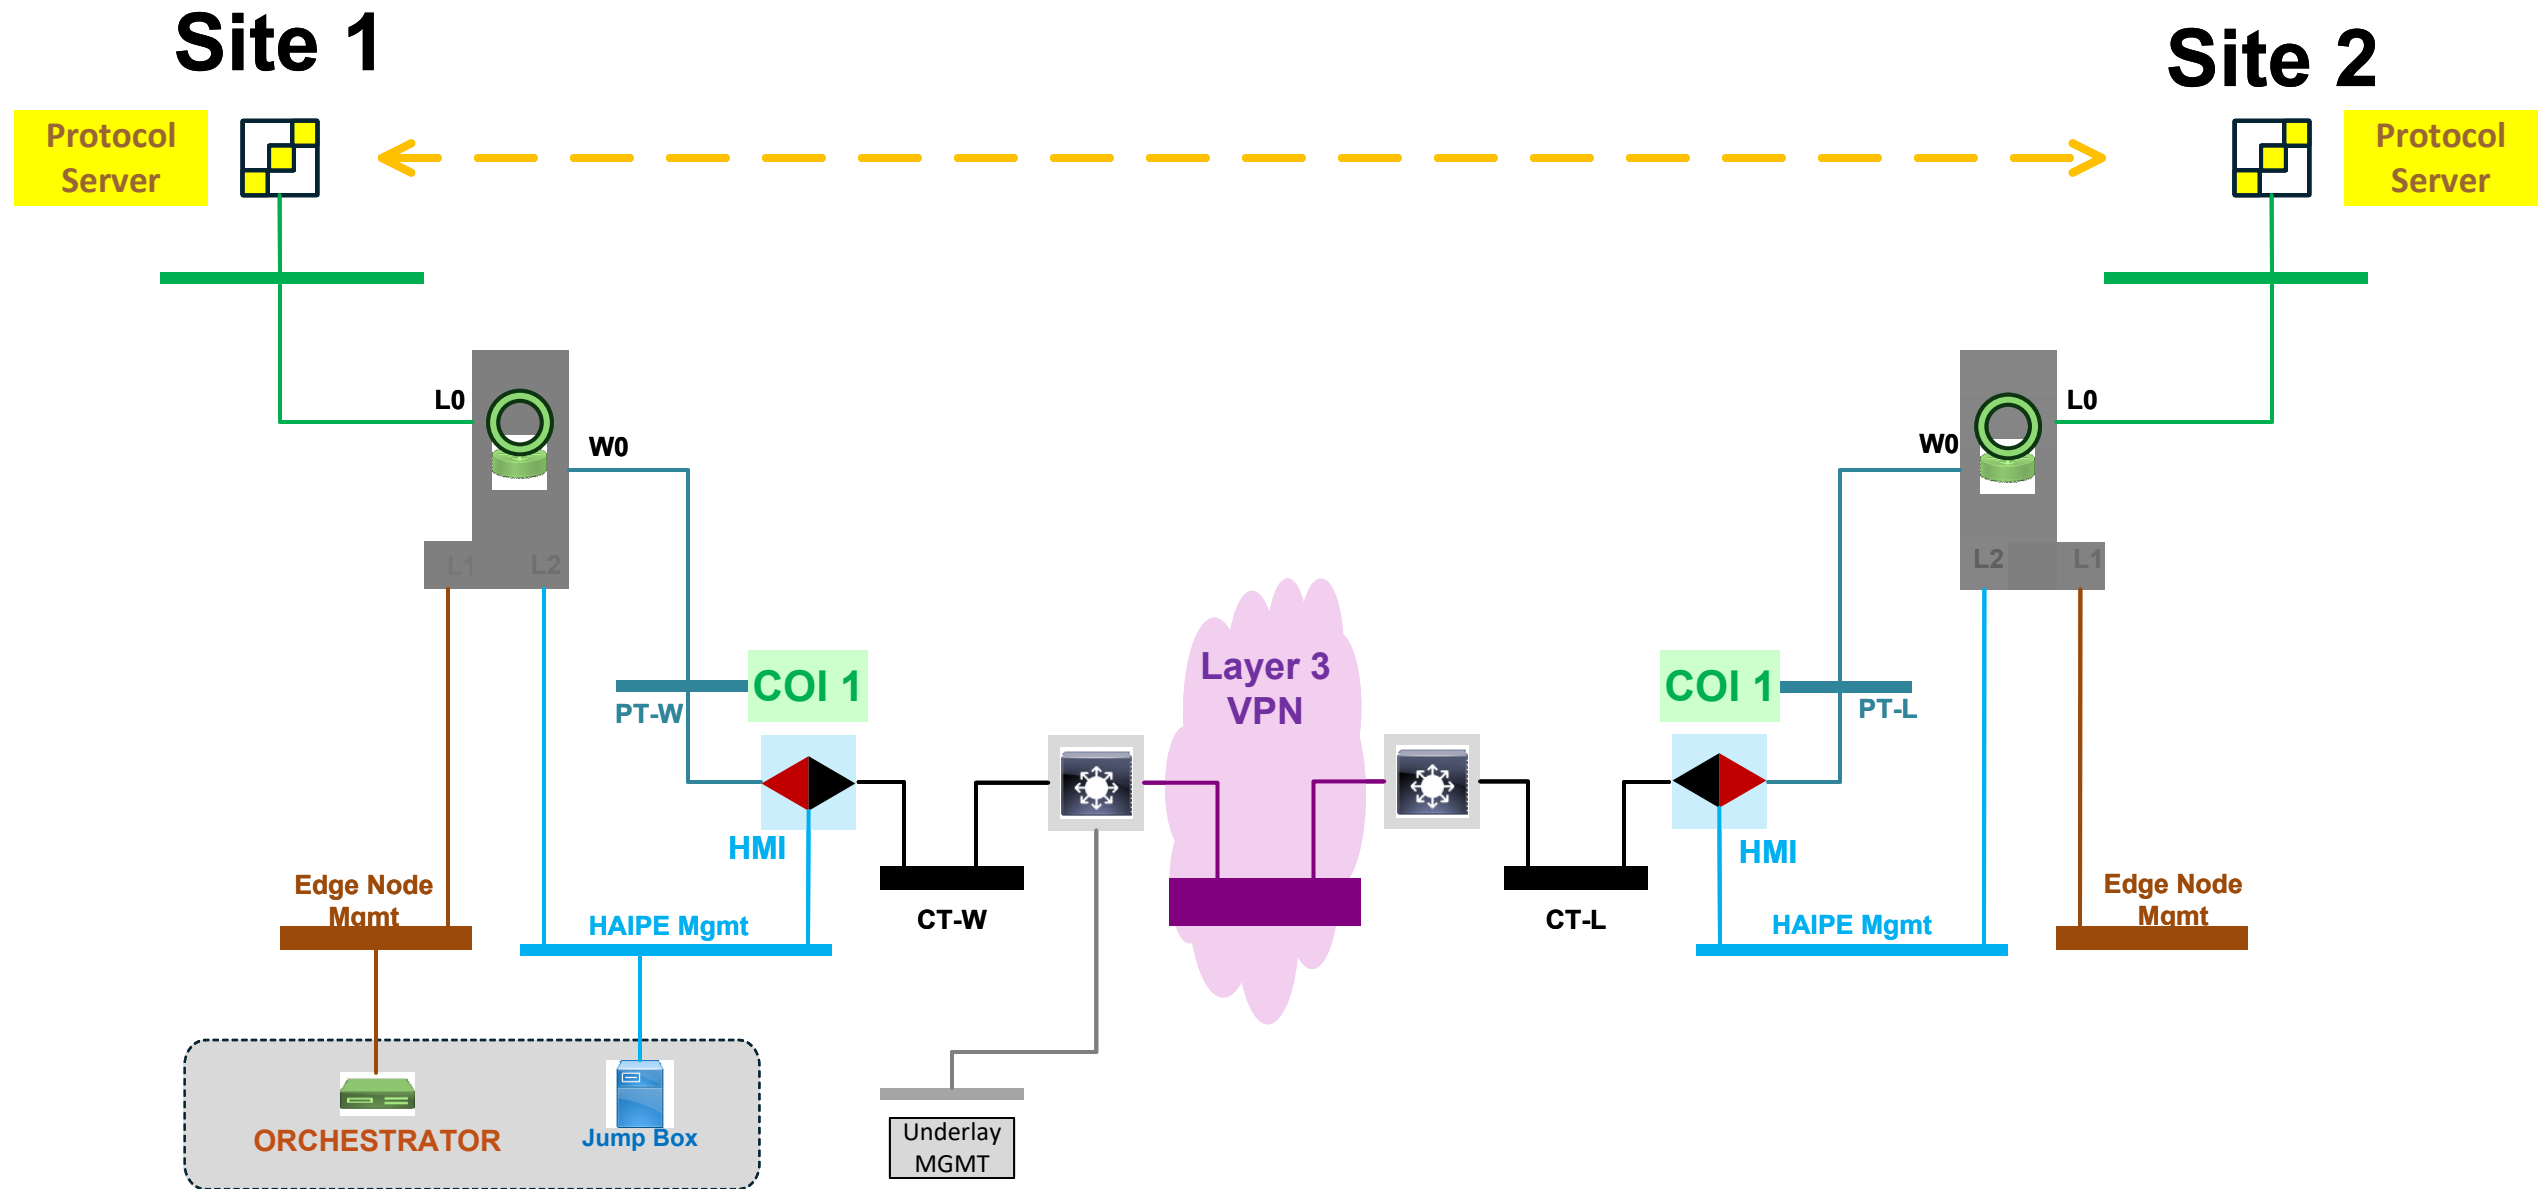 Site 1
Site 2
Protocol
Server
Protocol
Server
L0
L0
W0
W0
L1
L2
L2
L1
COI 1
COI 1
PT-W
PT-L
Layer 3
VPN
HMI
HMI
Edge Node
Mgmt
HAIPE Mgmt
CT-W
CT-L
HAIPE Mgmt
Edge Node
Mgmt
ORCHESTRATOR
Jump Box
Underlay
MGMT